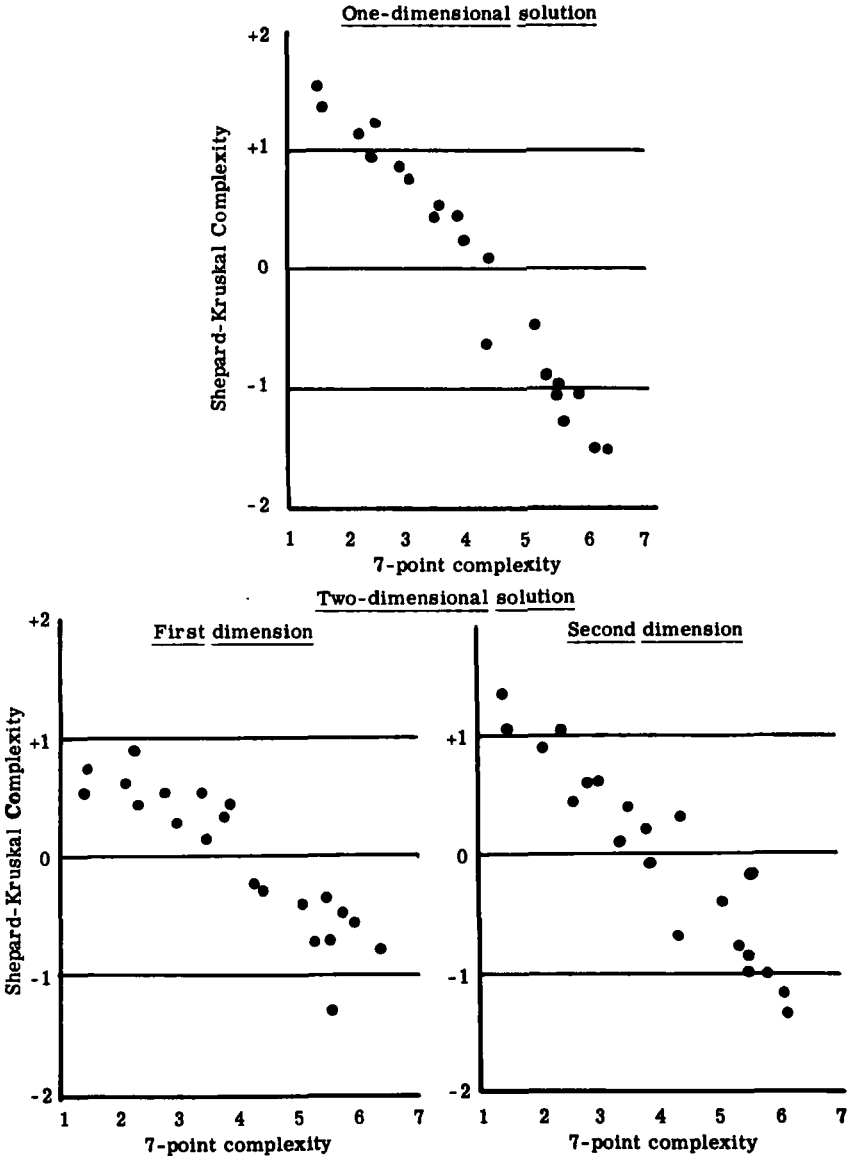 One-dimensional solution
+2
+1
0
-1
-2
Shepard-Kruskal Complexity
1 2 3 4 5 6 7
7-point complexity
Two-dimensional solution
First dimension
+2
+1
0
-1
-2
Shepard-Kruskal Complexity
1 2 3 4 5 6 7
7-point complexity
Second dimension
+1
0
-1
-2
1 2 3 4 5 6 7
7-point complexity